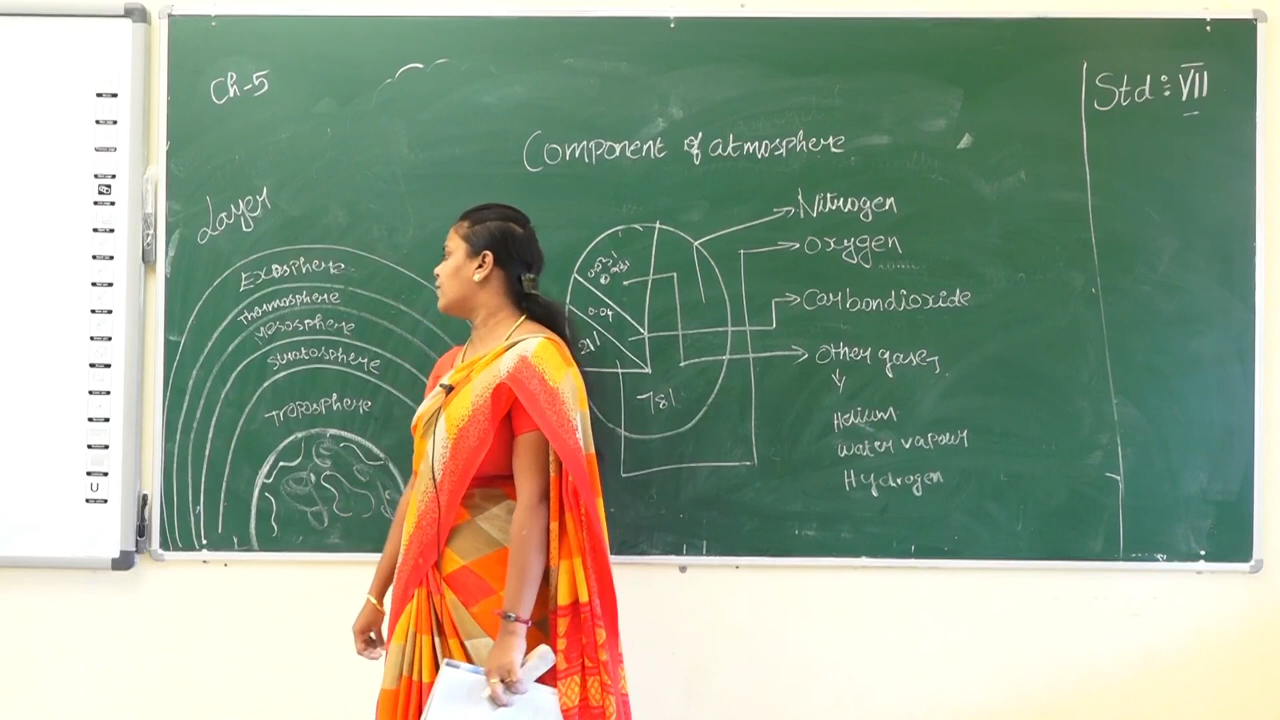 Ch-5
Std : VII
Component of atmosphere
Layer
Exosphere
Thermosphere
Mesosphere
Stratosphere
Troposphere
0.04
21
78
Nitrogen
Oxygen
Carbondioxide
Other gases
Helium
water vapour
Hydrogen
U